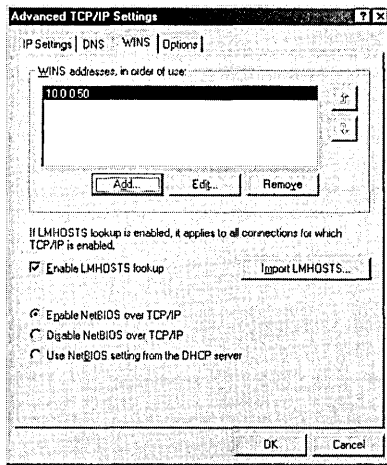 Advanced TCP/IP Settings
IP Settings DNS WINS Options
WINS addresses, in order of use:
10.0.0.50
Add... Edit... Remove
If LMHOSTS lookup is enabled, it applies to all connections for which
TCP/IP is enabled.
Enable LMHOSTS lookup Import LMHOSTS...
Enable NetBIOS over TCP/IP
Disable NetBIOS over TCP/IP
Use NetBIOS setting from the DHCP server
OK Cancel